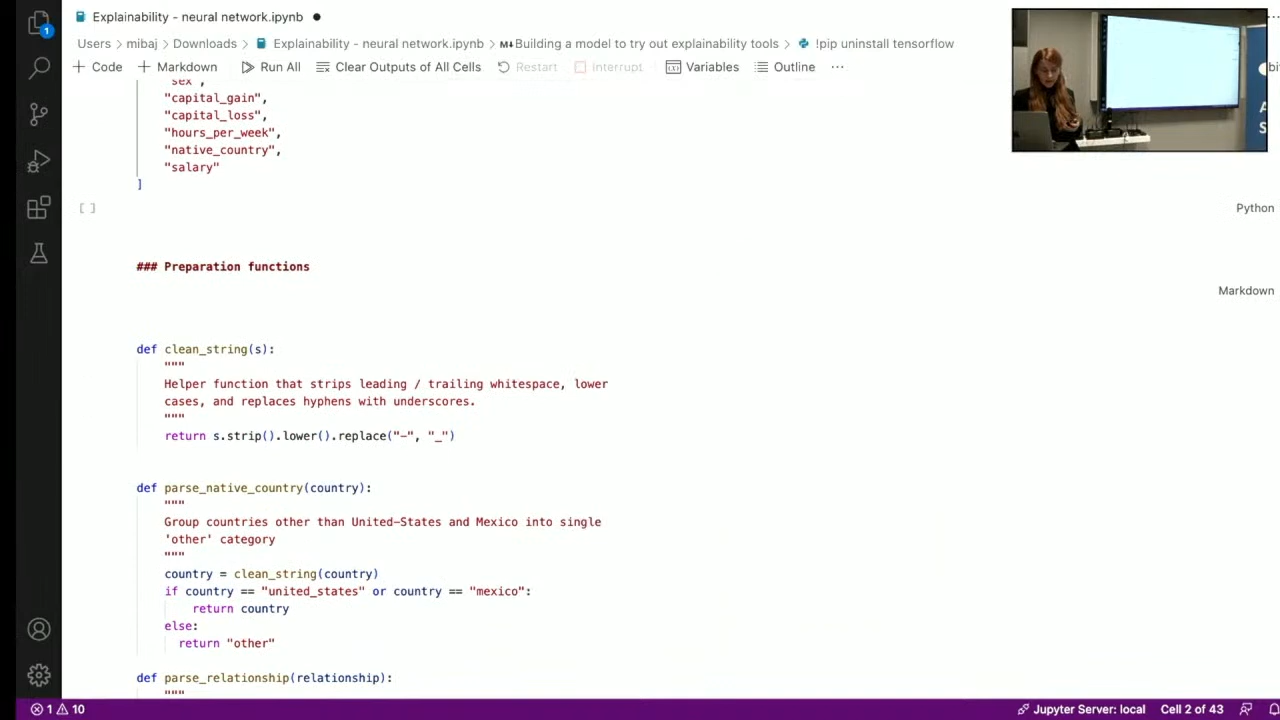 Explainability - neural network.ipynb ●
1
Users > mibaj > Downloads > Explainability - neural network.ipynb > M↓Building a model to try out explainability tools > !pip uninstall tensorflow
+ Code + Markdown Run All Clear Outputs of All Cells Restart Interrupt Variables Outline ···
"sex",
"capital_gain",
"capital_loss",
"hours_per_week",
"native_country",
"salary"
]
[ ]
Python
### Preparation functions
Markdown
def clean_string(s):
"""
Helper function that strips leading / trailing whitespace, lower
cases, and replaces hyphens with underscores.
"""
return s.strip().lower().replace("-", "_")
def parse_native_country(country):
"""
Group countries other than United-States and Mexico into single
'other' category
"""
country = clean_string(country)
if country == "united_states" or country == "mexico":
return country
else:
return "other"
def parse_relationship(relationship):
"""
1 10
Jupyter Server: local Cell 2 of 43